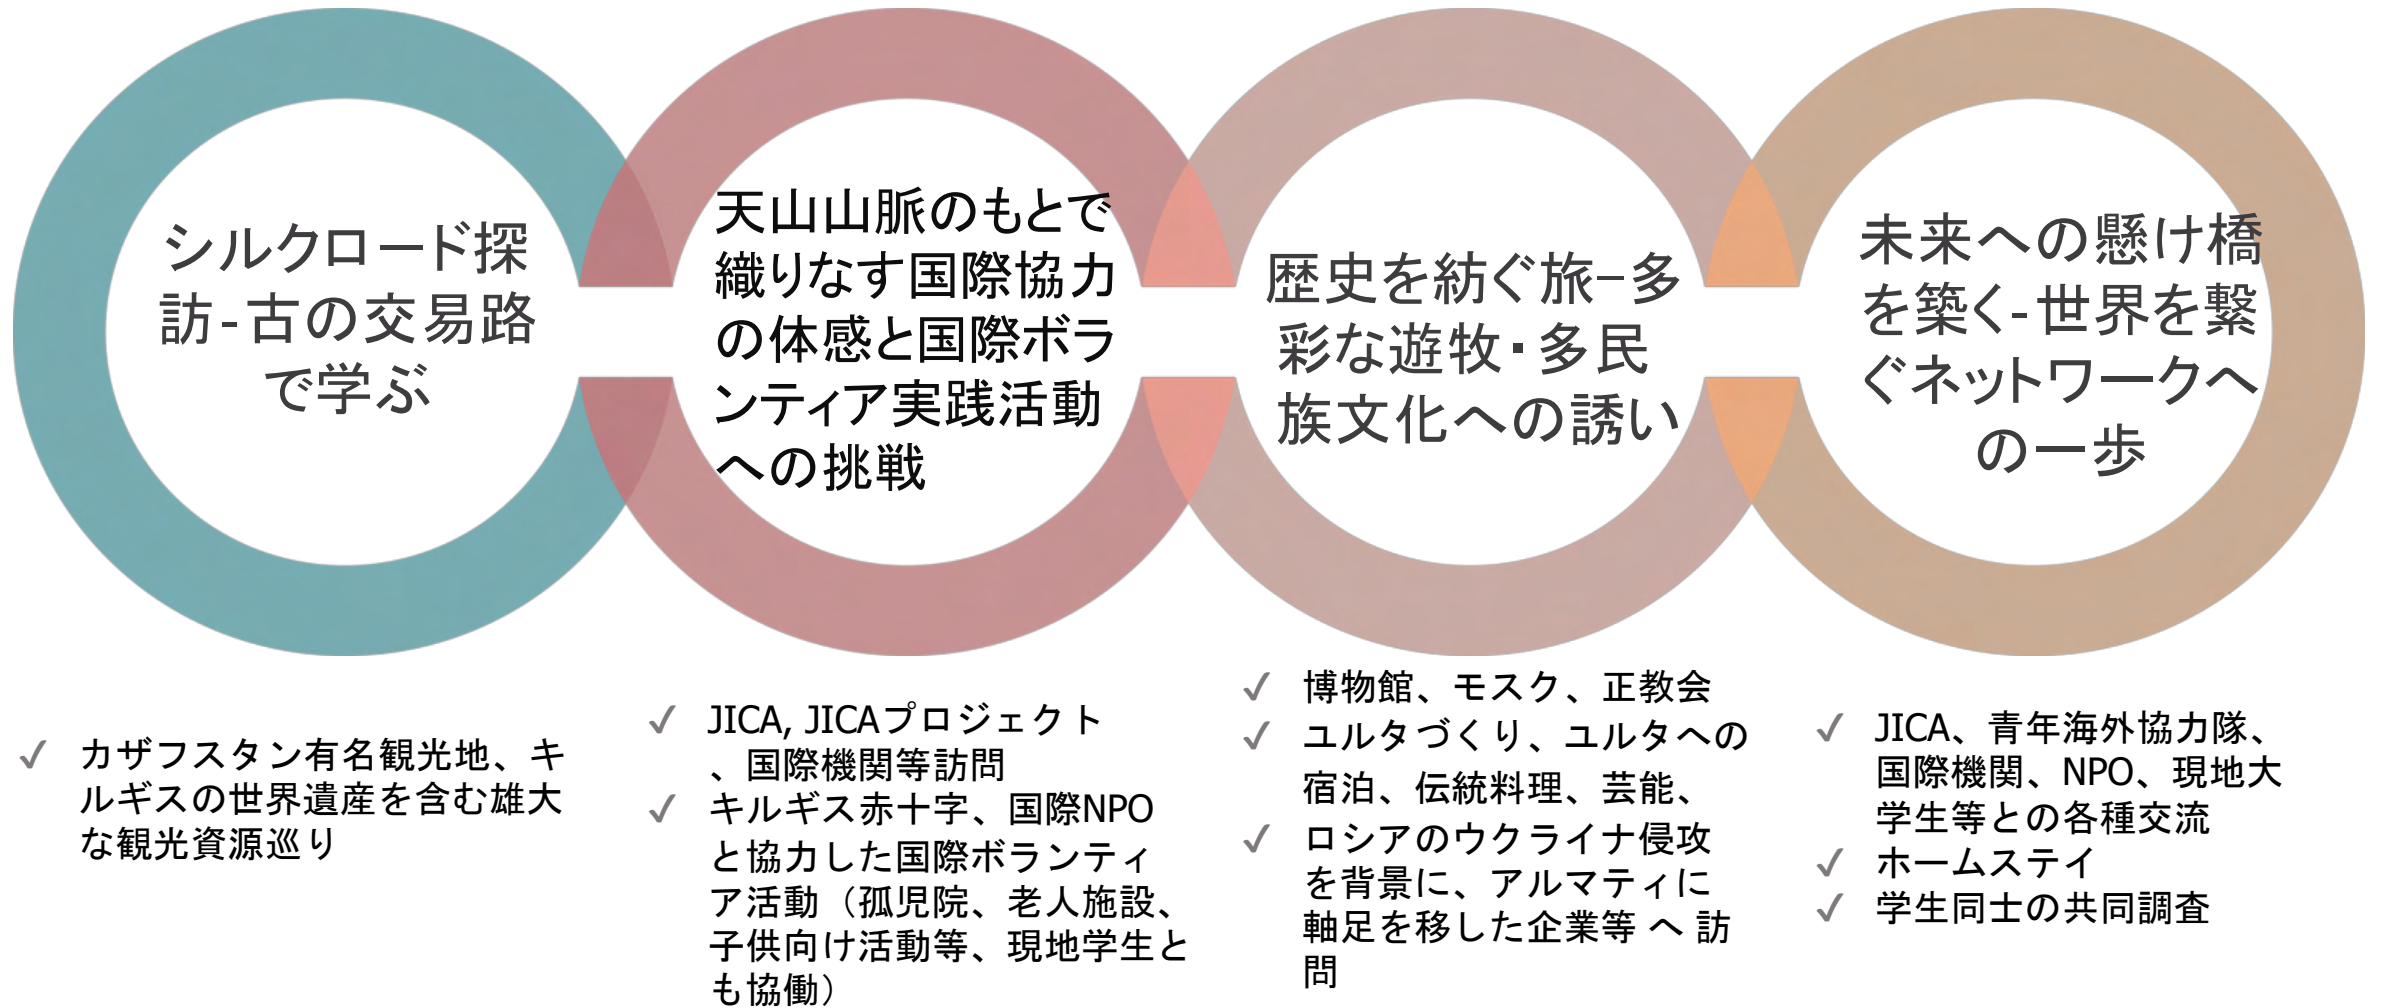 シルクロード探
訪-古の交易路
で学ぶ
天山山脈のもとで
織りなす国際協力
の体感と国際ボラ
ンティア実践活動
への挑戦
歴史を紡ぐ旅–多
彩な遊牧・多民
族文化への誘い
未来への懸け橋
を築く-世界を繋
ぐネットワークへ
の一歩
✓ カザフスタン有名観光地、キ
ルギスの世界遺産を含む雄大
な観光資源巡り
✓ JICA, JICAプロジェクト
、国際機関等訪問
✓ キルギス赤十字、国際NPO
と協力した国際ボランティ
ア活動（孤児院、老人施設、
子供向け活動等、現地学生と
も協働）
✓ 博物館、モスク、正教会
✓ ユルタづくり、ユルタへの
宿泊、伝統料理、芸能、
✓ ロシアのウクライナ侵攻
を背景に、アルマティに
軸足を移した企業等 へ 訪
問
✓ JICA、青年海外協力隊、
国際機関、NPO、現地大
学生等との各種交流
✓ ホームステイ
✓ 学生同士の共同調査